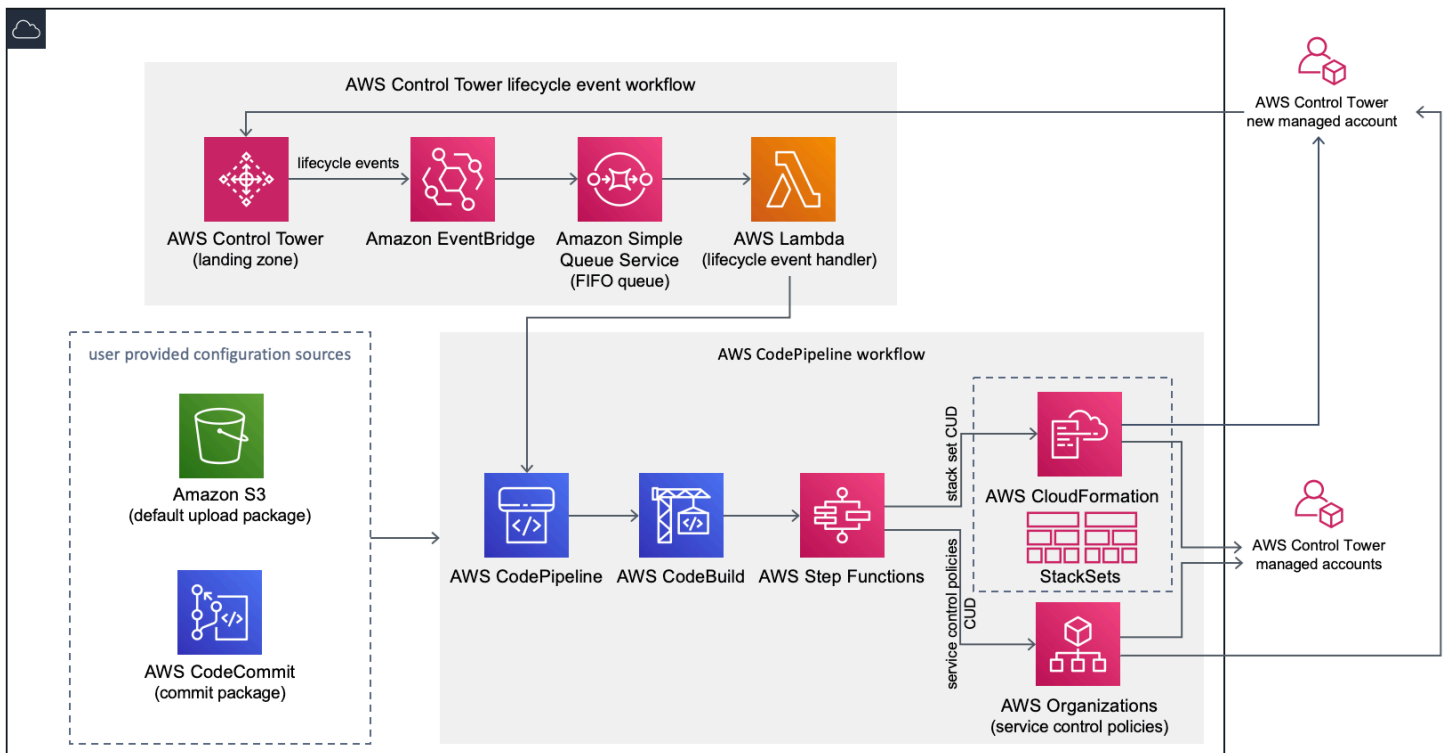 AWS Control Tower lifecycle event workflow
lifecycle events
AWS Control Tower
(landing zone)
Amazon EventBridge
Amazon Simple
Queue Service
(FIFO queue)
AWS Lambda
(lifecycle event handler)
AWS Control Tower
new managed account
user provided configuration sources
Amazon S3
(default upload package)
AWS CodeCommit
(commit package)
AWS CodePipeline workflow
AWS CodePipeline
AWS CodeBuild
AWS Step Functions
stack set CUD
service control policies
CUD
AWS CloudFormation
StackSets
AWS Organizations
(service control policies)
AWS Control Tower
managed accounts